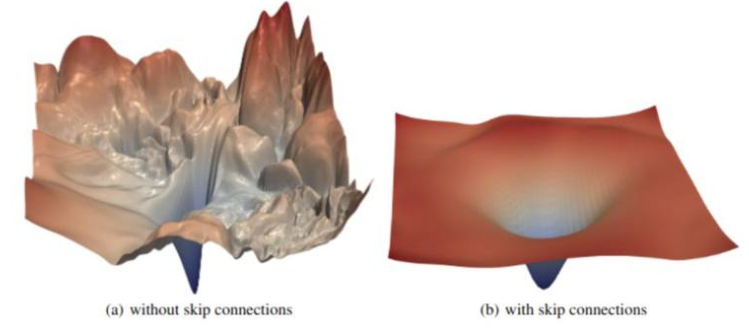 (a) without skip connections
(b) with skip connections